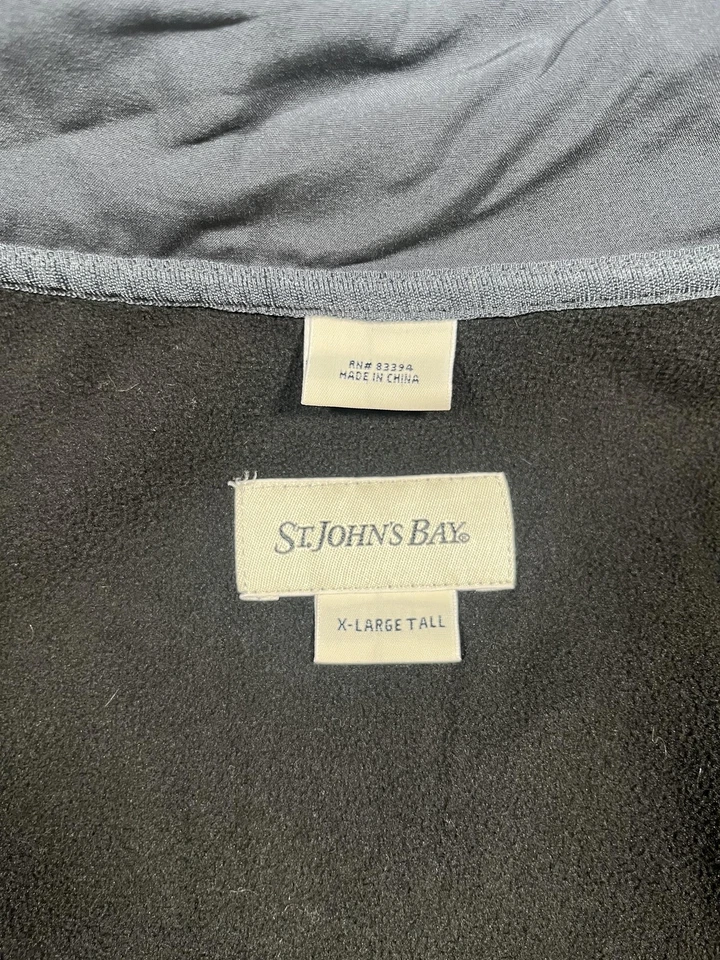 RN# 83394
MADE IN CHINA
ST. JOHN'S BAY®
X-LARGE TALL